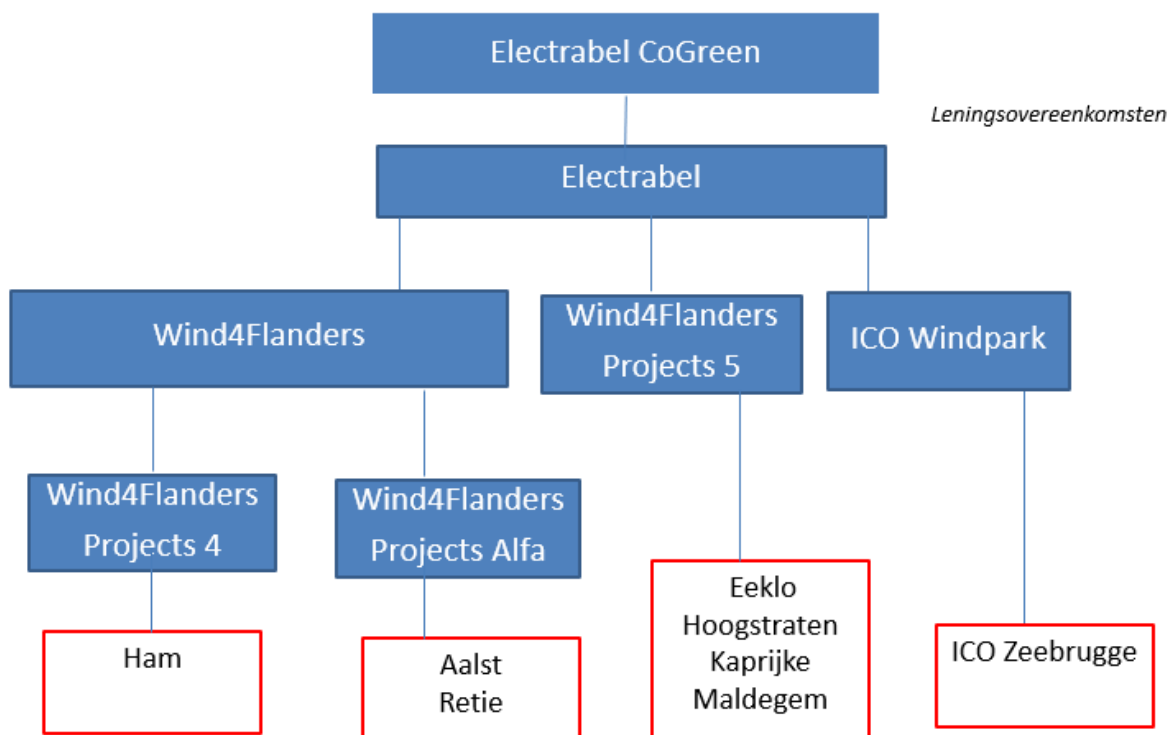 Electrabel CoGreen
Leningsovereenkomsten
Electrabel
Wind4Flanders
Wind4Flanders
Projects 5
ICO Windpark
Wind4Flanders
Projects 4
Wind4Flanders
Projects Alfa
Ham
Aalst
Retie
Eeklo
Hoogstraten
Kaprijke
Maldegem
ICO Zeebrugge